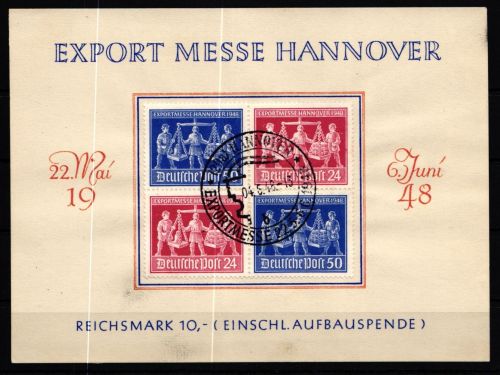 EXPORT MESSE HANNOVER
22. Mai
19
6. Juni
48
EXPORTMESSE HANNOVER 1948
Deutsche Post 50
EXPORTMESSE HANNOVER 1948
Deutsche Post 24
EXPORTMESSE HANNOVER 1948
Deutsche Post 24
EXPORTMESSE HANNOVER 1948
Deutsche Post 50
HANNOVER
EXPORTMESSE 22.5.
REICHSMARK 10,- (EINSCHL. AUFBAUSPENDE)